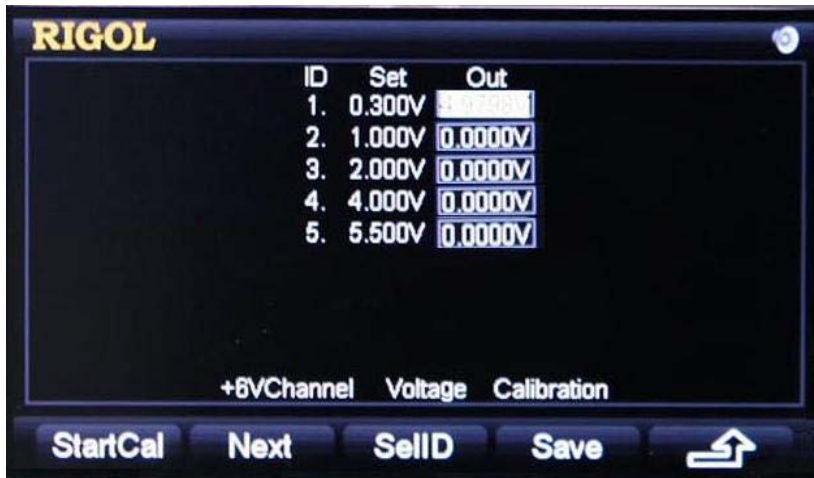 RIGOL
ID Set Out
1. 0.300V
2. 1.000V 0.0000V
3. 2.000V 0.0000V
4. 4.000V 0.0000V
5. 5.500V 0.0000V
+6VChannel Voltage Calibration
StartCal Next SelID Save